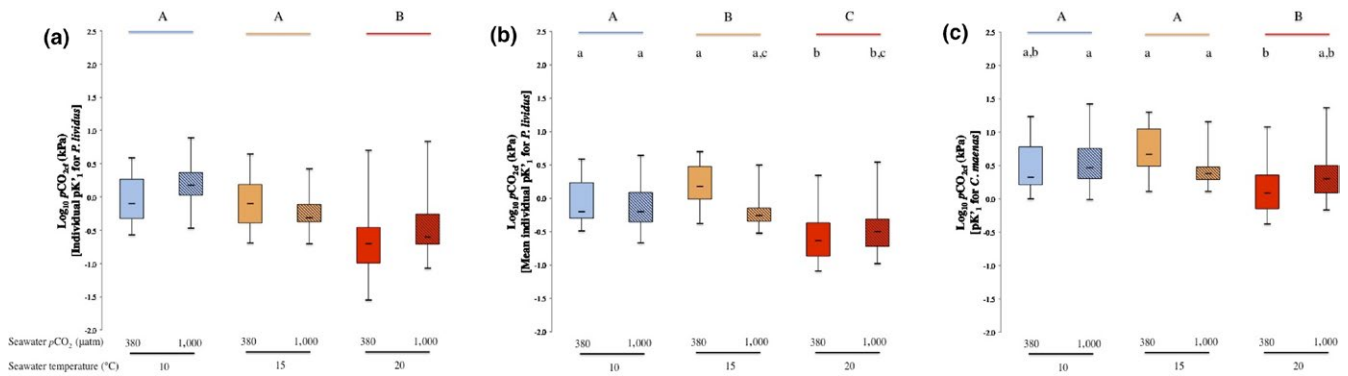 (a)
A A B
Log₁₀ pCO₂cf (kPa)
[Individual pK'₁ for P. lividus]
2.5
2.0
1.5
1.0
0.5
0.0
-0.5
-1.0
-1.5
-2.0
Seawater pCO₂ (µatm) 380 1,000 380 1,000 380 1,000
Seawater temperature (°C) 10 15 20
(b)
A B C
a a a a,c b b,c
Log₁₀ pCO₂cf (kPa)
[Mean individual pK'₁ for P. lividus]
2.5
2.0
1.5
1.0
0.5
0.0
-0.5
-1.0
-1.5
-2.0
380 1,000 380 1,000 380 1,000
10 15 20
(c)
A A B
a,b a a a b a,b
Log₁₀ pCO₂cf (kPa)
[pK'₁ for C. maenas]
2.5
2.0
1.5
1.0
0.5
0.0
-0.5
-1.0
-1.5
-2.0
380 1,000 380 1,000 380 1,000
10 15 20